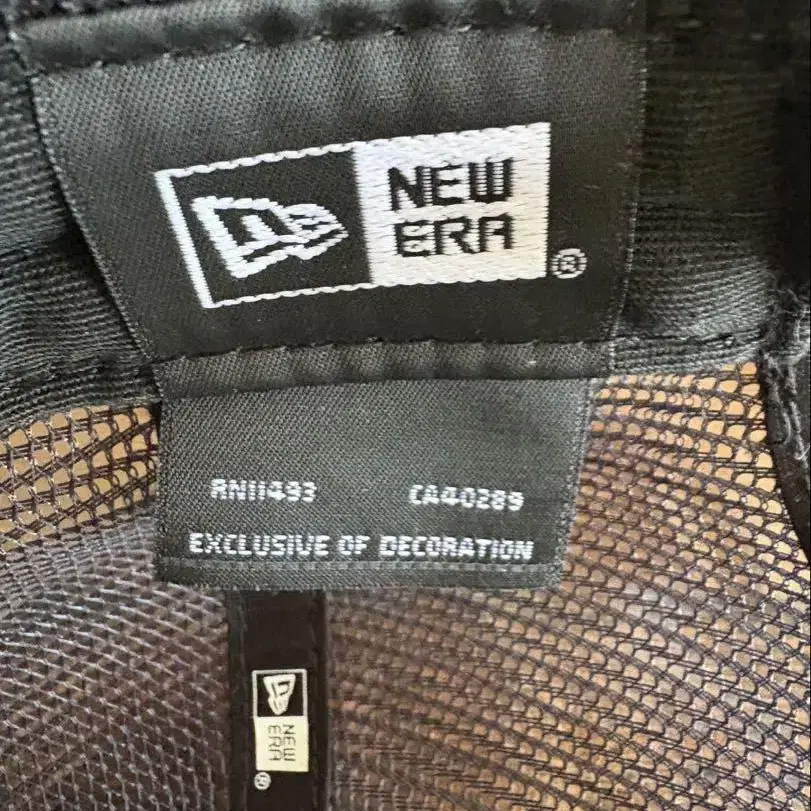 NEW
ERA®
RN11493 CA40289
EXCLUSIVE OF DECORATION
NEW
ERA
®